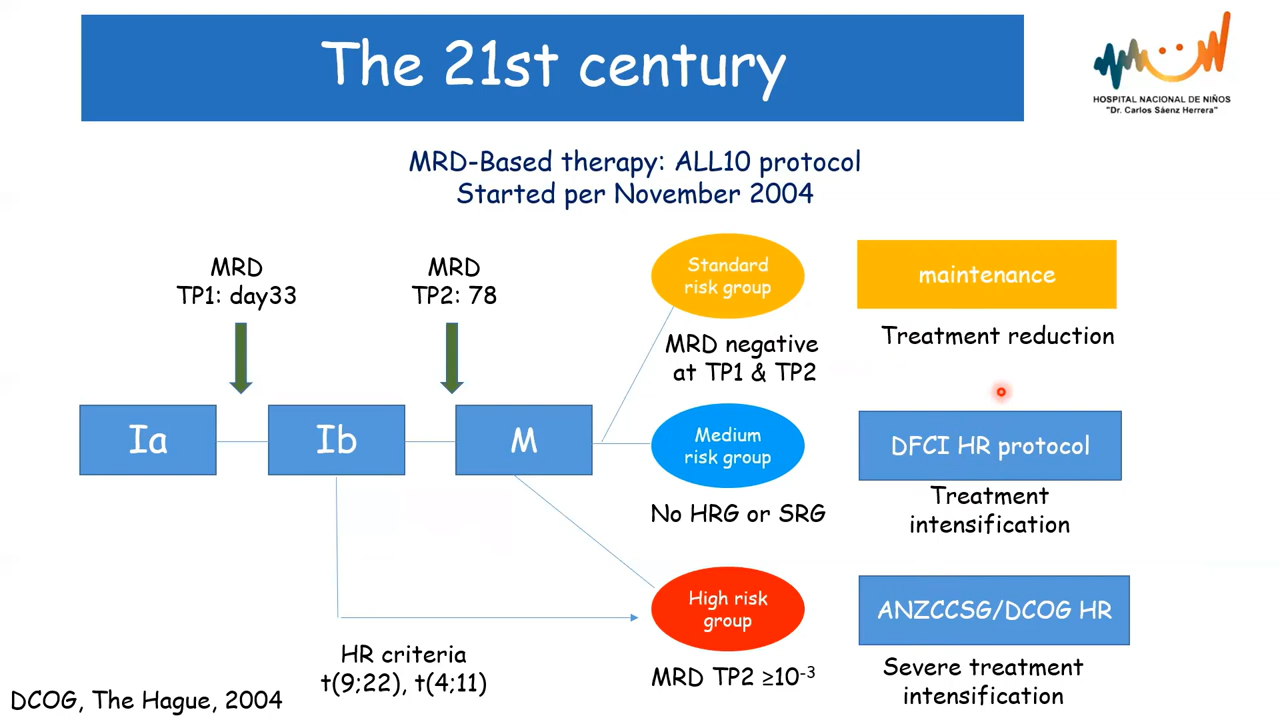 The 21st century
HOSPITAL NACIONAL DE NIÑOS
"Dr. Carlos Sáenz Herrera"
MRD-Based therapy: ALL10 protocol
Started per November 2004
MRD
TP1: day33
MRD
TP2: 78
Standard
risk group
maintenance
MRD negative
at TP1 & TP2
Treatment reduction
Ia
Ib
M
Medium
risk group
DFCI HR protocol
No HRG or SRG
Treatment
intensification
High risk
group
ANZCCSG/DCOG HR
HR criteria
t(9;22), t(4;11)
MRD TP2 ≥10⁻³
Severe treatment
intensification
DCOG, The Hague, 2004